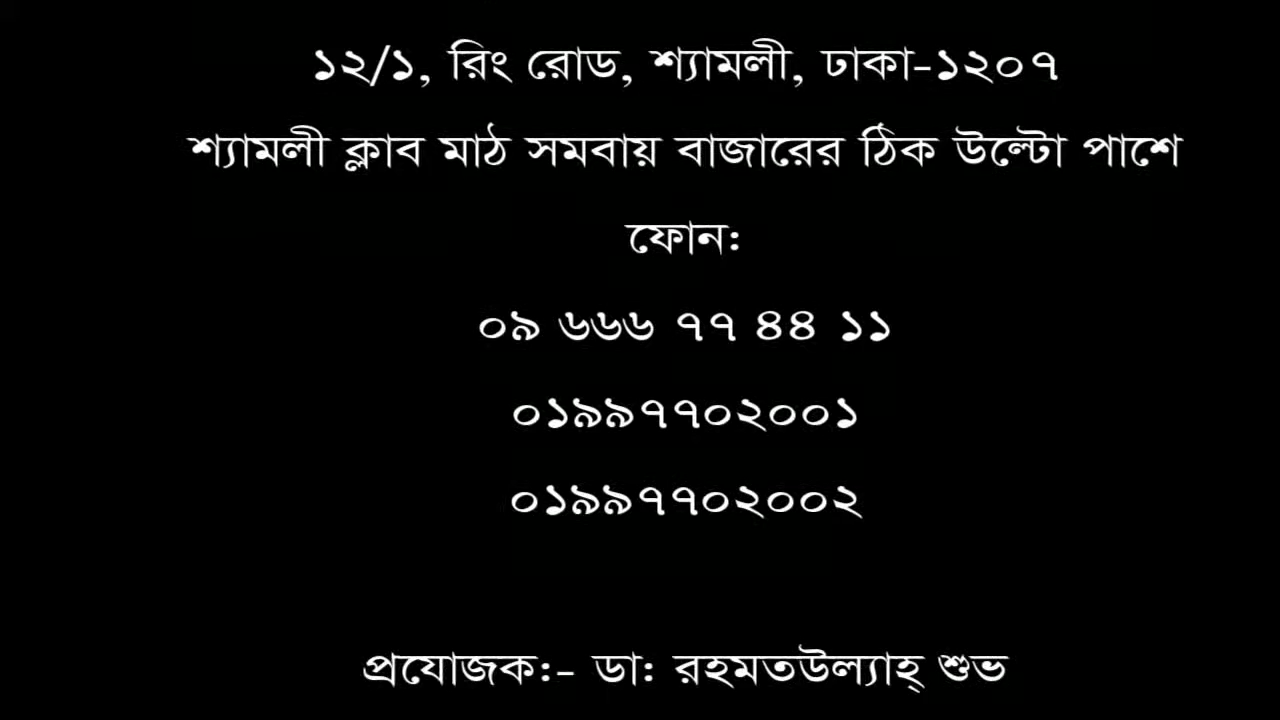 ১২/১, রিং রোড, শ্যামলী, ঢাকা-১২০৭
শ্যামলী ক্লাব মাঠ সমবায় বাজারের ঠিক উল্টো পাশে
ফোন:
০৯ ৬৬৬ ৭৭ ৪৪ ১১
০১৯৯৭৭০২০০১
০১৯৯৭৭০২০০২
প্রযোজক:- ডা: রহমতউল্যাহ্ শুভ